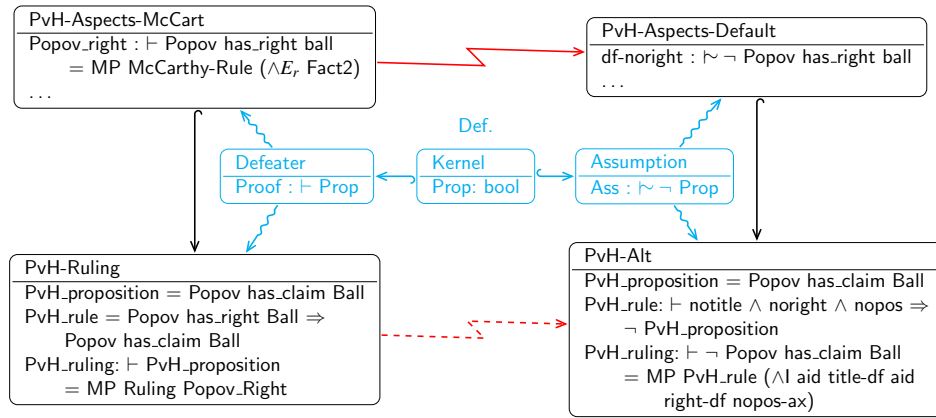 PvH-Aspects-McCart
Popov_right : ⊢ Popov has_right ball
= MP McCarthy-Rule (∧E_r Fact2)
...
PvH-Aspects-Default
df-noright : |∼ ¬ Popov has_right ball
...
Def.
Defeater
Proof : ⊢ Prop
Kernel
Prop: bool
Assumption
Ass : |∼ ¬ Prop
PvH-Ruling
PvH_proposition = Popov has_claim Ball
PvH_rule = Popov has_right Ball ⇒
Popov has_claim Ball
PvH_ruling: ⊢ PvH_proposition
= MP Ruling Popov_Right
PvH-Alt
PvH_proposition = Popov has_claim Ball
PvH_rule: ⊢ notitle ∧ noright ∧ nopos ⇒
¬ PvH_proposition
PvH_ruling: ⊢ ¬ Popov has_claim Ball
= MP PvH_rule (∧I aid title-df aid
right-df nopos-ax)